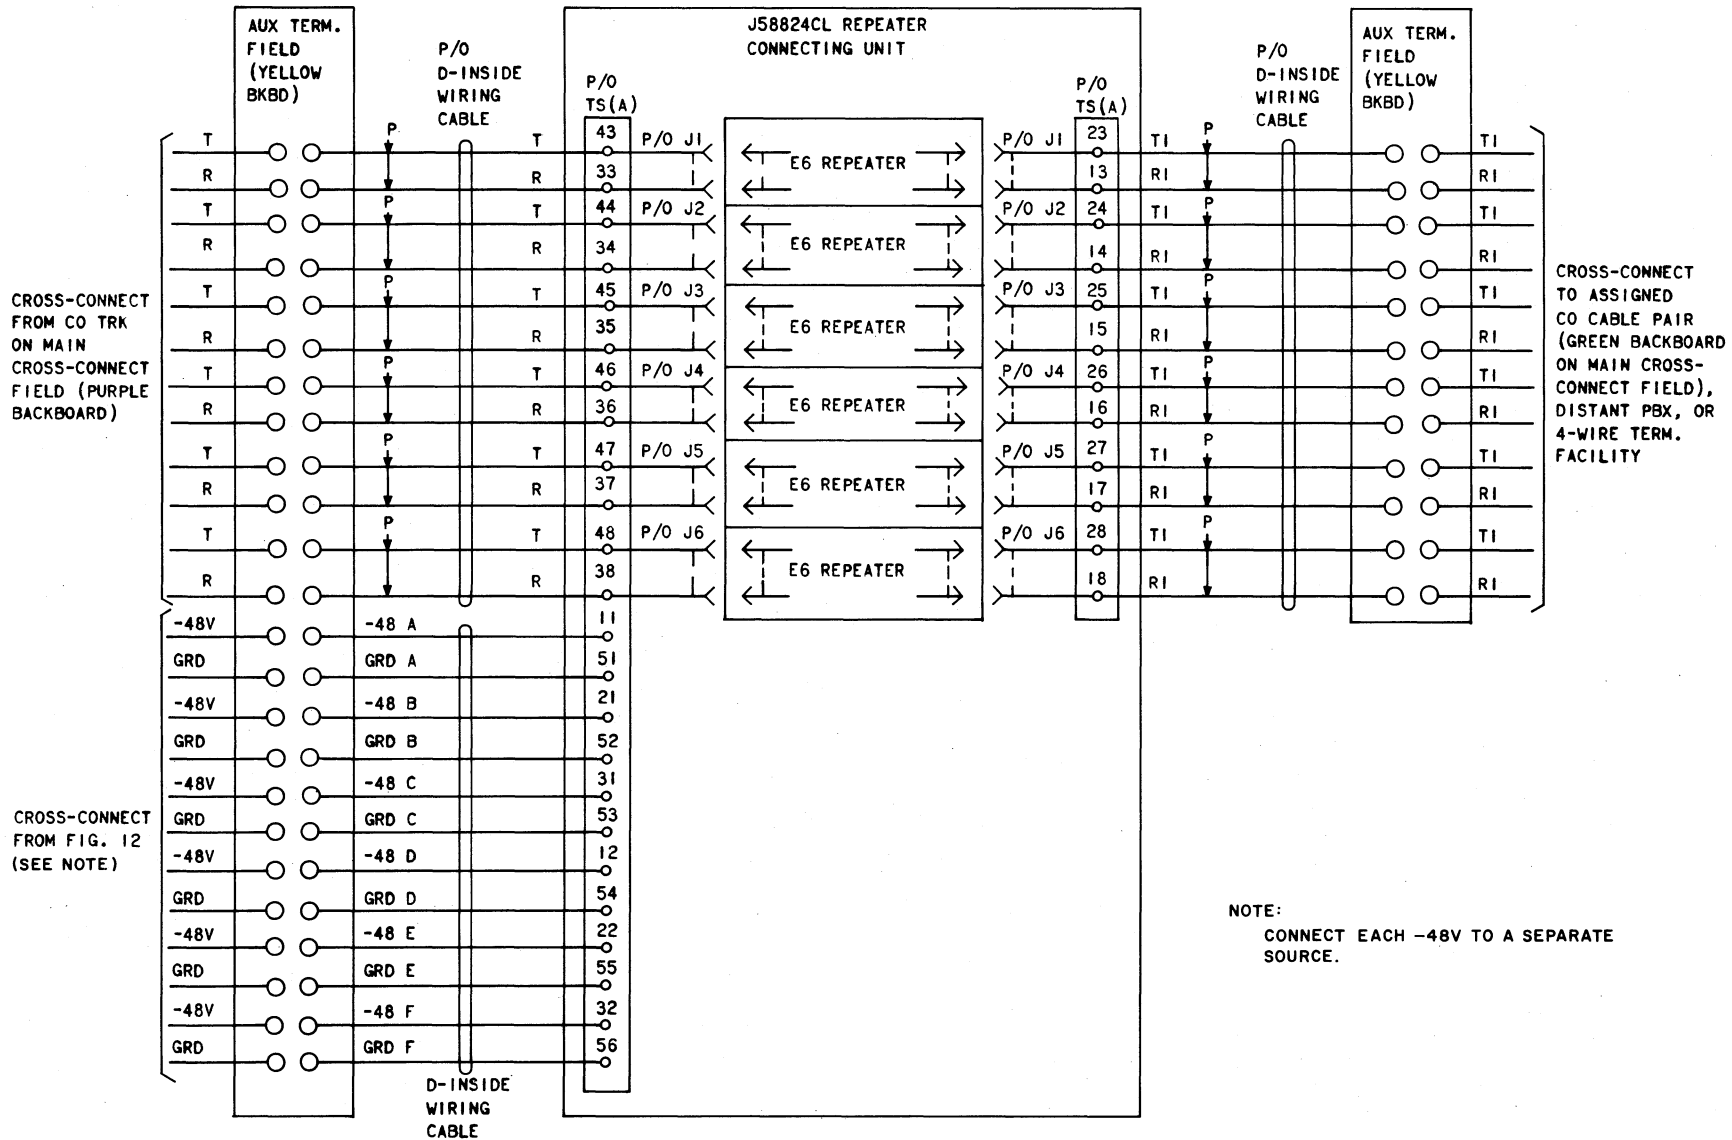 AUX TERM.
FIELD
(YELLOW
BKBD)
P/O
D-INSIDE
WIRING
CABLE
J58824CL REPEATER
CONNECTING UNIT
P/O
TS(A)
P/O
TS(A)
P/O
D-INSIDE
WIRING
CABLE
AUX TERM.
FIELD
(YELLOW
BKBD)
T P T 43 P/O J1 E6 REPEATER P/O J1 23 T1 P T1
R R 33 13 R1 R1
T P T 44 P/O J2 E6 REPEATER P/O J2 24 T1 P T1
R R 34 14 R1 R1
T P T 45 P/O J3 E6 REPEATER P/O J3 25 T1 P T1
R R 35 15 R1 R1
T P T 46 P/O J4 E6 REPEATER P/O J4 26 T1 P T1
R R 36 16 R1 R1
T P T 47 P/O J5 E6 REPEATER P/O J5 27 T1 P T1
R R 37 17 R1 R1
T P T 48 P/O J6 E6 REPEATER P/O J6 28 T1 P T1
R R 38 18 R1 R1
CROSS-CONNECT
FROM CO TRK
ON MAIN
CROSS-CONNECT
FIELD (PURPLE
BACKBOARD)
CROSS-CONNECT
TO ASSIGNED
CO CABLE PAIR
(GREEN BACKBOARD
ON MAIN CROSS-
CONNECT FIELD),
DISTANT PBX, OR
4-WIRE TERM.
FACILITY
-48V -48 A 11
GRD GRD A 51
-48V -48 B 21
GRD GRD B 52
-48V -48 C 31
GRD GRD C 53
-48V -48 D 12
GRD GRD D 54
-48V -48 E 22
GRD GRD E 55
-48V -48 F 32
GRD GRD F 56
CROSS-CONNECT
FROM FIG. 12
(SEE NOTE)
D-INSIDE
WIRING
CABLE
NOTE:
CONNECT EACH -48V TO A SEPARATE
SOURCE.